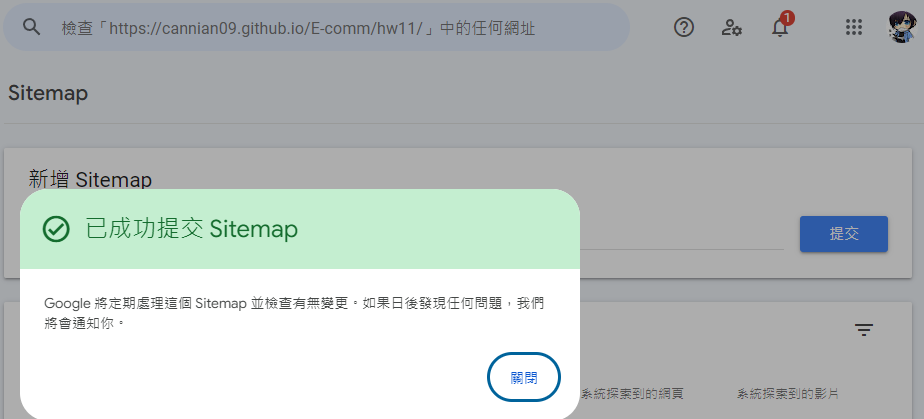 檢查「https://cannian09.github.io/E-comm/hw11/」中的任何網址
1
Sitemap
新增 Sitemap
已成功提交 Sitemap
提交
Google 將定期處理這個 Sitemap 並檢查有無變更。如果日後發現任何問題，我們
將會通知你。
關閉
系統探索到的網頁
系統探索到的影片